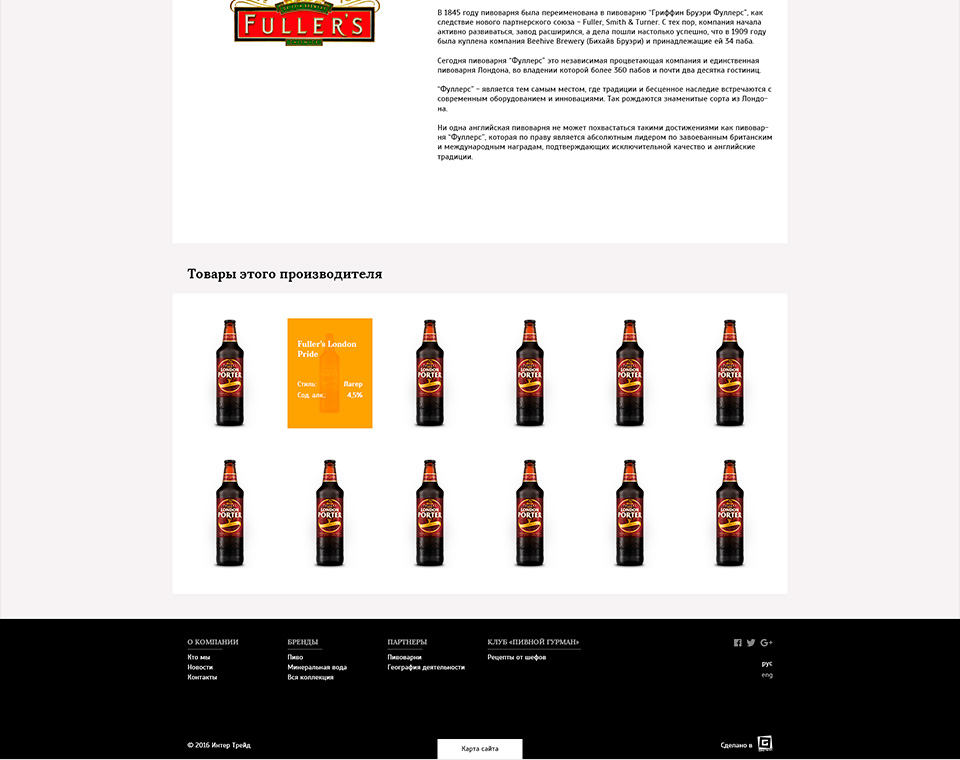 FULLER'S
В 1845 году пивоварня была переименована в пивоварню "Гриффин Бруэри Фуллерс", как
следствие нового партнерского союза – Fuller, Smith & Turner. С тех пор, компания начала
активно развиваться, завод расширился, а дела пошли настолько успешно, что в 1909 году
была куплена компания Beehive Brewery (Бихайв Бруэри) и принадлежащие ей 34 паба.
Сегодня пивоварня "Фуллерс" это независимая процветающая компания и единственная
пивоварня Лондона, во владении которой более 360 пабов и почти два десятка гостиниц.
"Фуллерс" – является тем самым местом, где традиции и бесценное наследие встречаются с
современным оборудованием и инновациями. Так рождаются знаменитые сорта из Лондо-
на.
Ни одна английская пивоварня не может похвастаться такими достижениями как пивовар-
ня "Фуллерс", которая по праву является абсолютным лидером по завоеванным британским
и международным наградам, подтверждающих исключительной качество и английские
традиции.
Товары этого производителя
LONDON PORTER
Fuller's London
Pride
Стиль: Лагер
Сод. алк.: 4,5%
LONDON PORTER
LONDON PORTER
LONDON PORTER
LONDON PORTER
LONDON PORTER
LONDON PORTER
LONDON PORTER
LONDON PORTER
LONDON PORTER
LONDON PORTER
О КОМПАНИИ
Кто мы
Новости
Контакты
БРЕНДЫ
Пиво
Минеральная вода
Вся коллекция
ПАРТНЕРЫ
Пивоварни
География деятельности
КЛУБ «ПИВНОЙ ГУРМАН»
Рецепты от шефов
G+
рус
eng
© 2016 Интер Трейд
Карта сайта
Сделано в